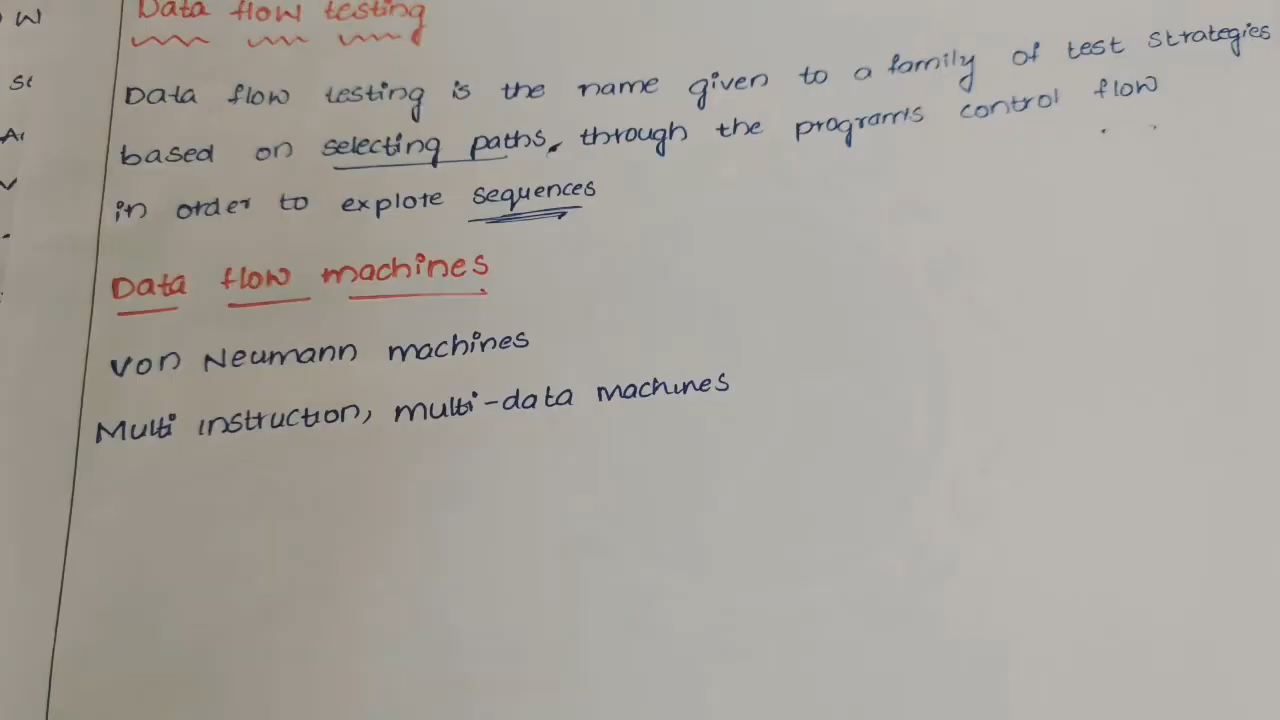 Data flow testing
Data flow testing is the name given to a family of test strategies
based on selecting paths, through the program's control flow
in order to explote sequences
Data flow machines
Von Neumann machines
Multi instruction, multi-data machines